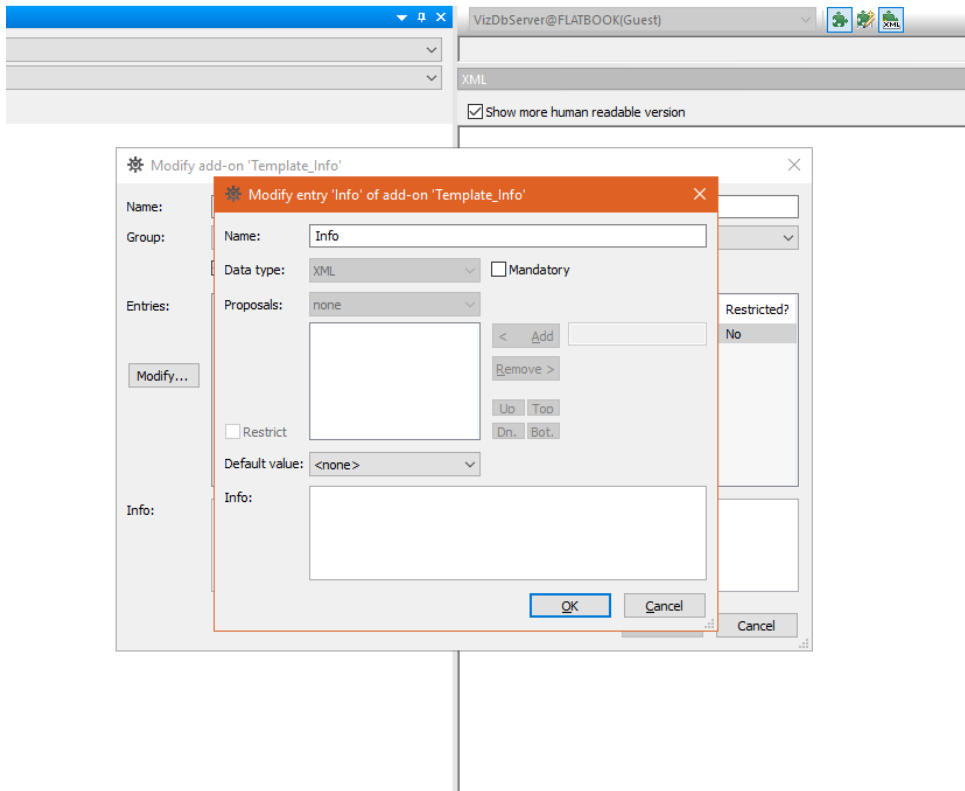 VizDbServer@FLATBOOK(Guest)
XML
XML
Show more human readable version
Modify add-on 'Template_Info'
Modify entry 'Info' of add-on 'Template_Info'
Name:
Name: Info
Group:
Data type: XML Mandatory
Entries:
Proposals: none
Restricted?
No
< Add
Remove >
Modify...
Up Top
Restrict
Dn. Bot.
Default value: <none>
Info:
Info:
OK Cancel
Cancel